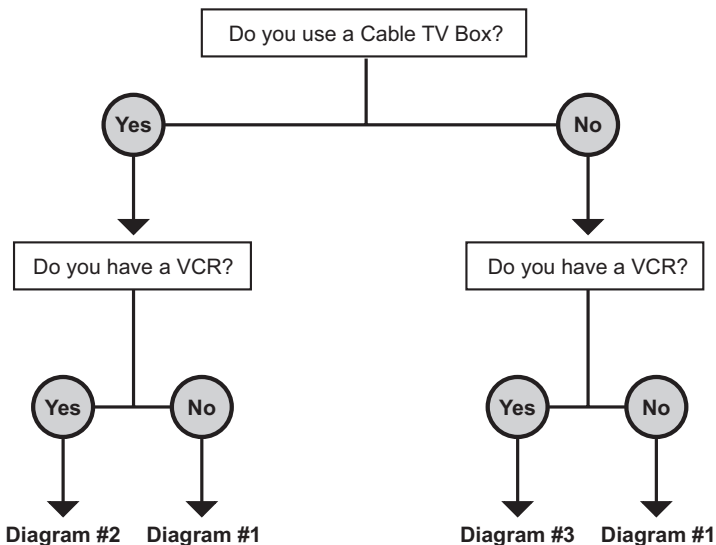 Do you use a Cable TV Box?
Yes
No
Do you have a VCR?
Do you have a VCR?
Yes
No
Yes
No
Diagram #2
Diagram #1
Diagram #3
Diagram #1